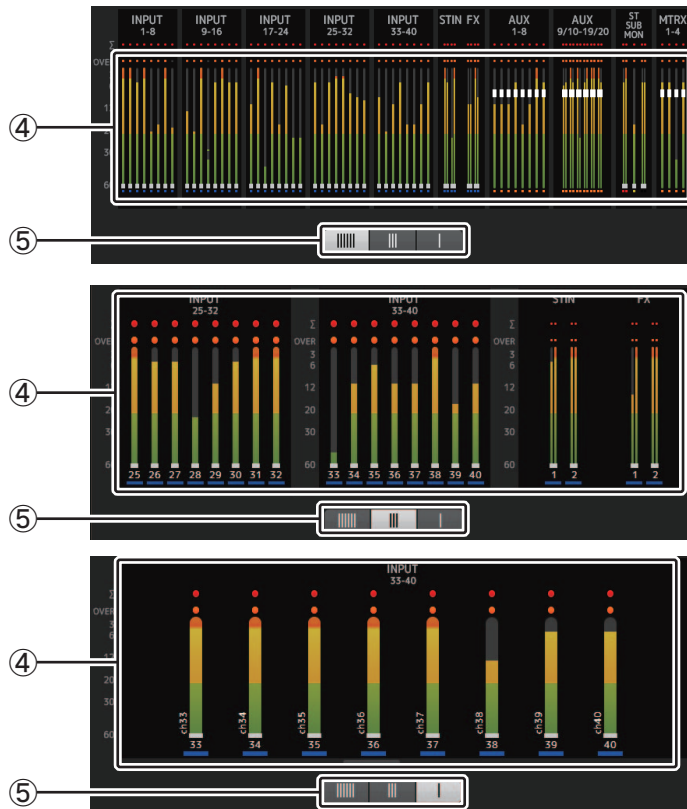 INPUT INPUT INPUT INPUT INPUT STIN FX AUX AUX ST SUB MON MTRX
1-8 9-16 17-24 25-32 33-40 1-8 9/10-19/20 1-4
Σ
OVER
④
60
⑤
INPUT INPUT STIN FX
25-32 33-40
Σ
OVER OVER
3
6
12
④
20 20
30
60 60
25 26 27 28 29 30 31 32 33 34 35 36 37 38 39 40 1 2 1 2
⑤
INPUT
33-40
OVER
6
④
20
30
ch33 ch34 ch35 ch36 ch37 ch38 ch39 ch40
60
33 34 35 36 37 38 39 40
⑤